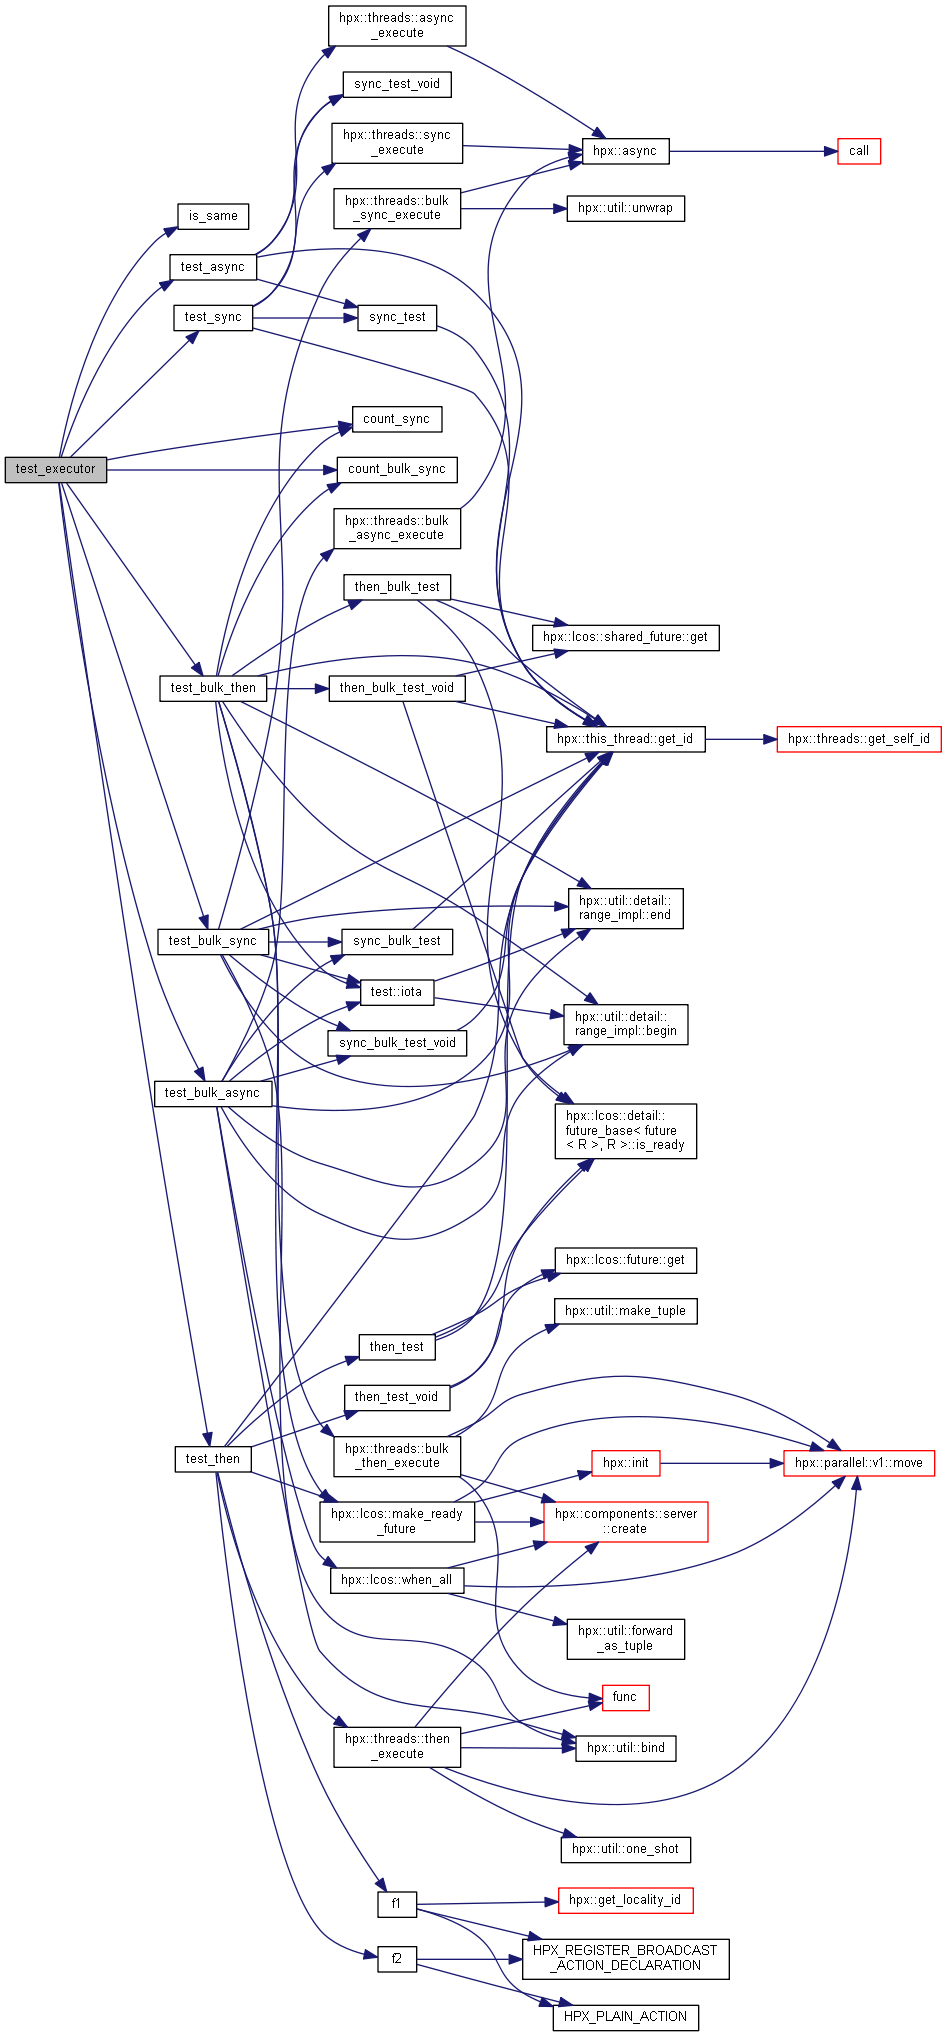 hpx::threads::async
_execute
sync_test_void
hpx::threads::sync
_execute
hpx::async
call
hpx::threads::bulk
_sync_execute
hpx::util::unwrap
is_same
test_async
test_sync
sync_test
count_sync
test_executor
count_bulk_sync
hpx::threads::bulk
_async_execute
then_bulk_test
hpx::lcos::shared_future::get
test_bulk_then
then_bulk_test_void
hpx::this_thread::get_id
hpx::threads::get_self_id
hpx::util::detail::
range_impl::end
test_bulk_sync
sync_bulk_test
test::iota
hpx::util::detail::
range_impl::begin
sync_bulk_test_void
test_bulk_async
hpx::lcos::detail::
future_base< future
< R >, R >::is_ready
hpx::lcos::future::get
hpx::util::make_tuple
then_test
then_test_void
test_then
hpx::threads::bulk
_then_execute
hpx::init
hpx::parallel::v1::move
hpx::lcos::make_ready
_future
hpx::components::server
::create
hpx::lcos::when_all
hpx::util::forward
_as_tuple
func
hpx::threads::then
_execute
hpx::util::bind
hpx::util::one_shot
f1
hpx::get_locality_id
HPX_REGISTER_BROADCAST
_ACTION_DECLARATION
f2
HPX_PLAIN_ACTION